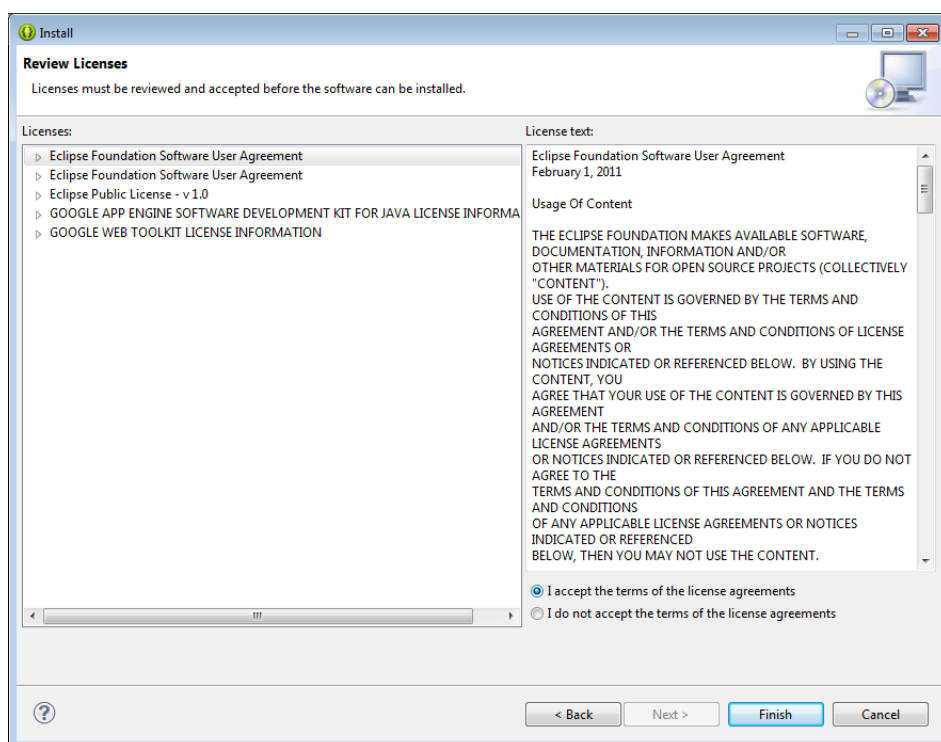 Install
Review Licenses
Licenses must be reviewed and accepted before the software can be installed.
Licenses:
Eclipse Foundation Software User Agreement
Eclipse Foundation Software User Agreement
Eclipse Public License - v 1.0
GOOGLE APP ENGINE SOFTWARE DEVELOPMENT KIT FOR JAVA LICENSE INFORMA
GOOGLE WEB TOOLKIT LICENSE INFORMATION
License text:
Eclipse Foundation Software User Agreement
February 1, 2011
Usage Of Content
THE ECLIPSE FOUNDATION MAKES AVAILABLE SOFTWARE,
DOCUMENTATION, INFORMATION AND/OR
OTHER MATERIALS FOR OPEN SOURCE PROJECTS (COLLECTIVELY
"CONTENT").
USE OF THE CONTENT IS GOVERNED BY THE TERMS AND
CONDITIONS OF THIS
AGREEMENT AND/OR THE TERMS AND CONDITIONS OF LICENSE
AGREEMENTS OR
NOTICES INDICATED OR REFERENCED BELOW.  BY USING THE
CONTENT, YOU
AGREE THAT YOUR USE OF THE CONTENT IS GOVERNED BY THIS
AGREEMENT
AND/OR THE TERMS AND CONDITIONS OF ANY APPLICABLE
LICENSE AGREEMENTS
OR NOTICES INDICATED OR REFERENCED BELOW.  IF YOU DO NOT
AGREE TO THE
TERMS AND CONDITIONS OF THIS AGREEMENT AND THE TERMS
AND CONDITIONS
OF ANY APPLICABLE LICENSE AGREEMENTS OR NOTICES
INDICATED OR REFERENCED
BELOW, THEN YOU MAY NOT USE THE CONTENT.
I accept the terms of the license agreements
I do not accept the terms of the license agreements
? < Back Next > Finish Cancel